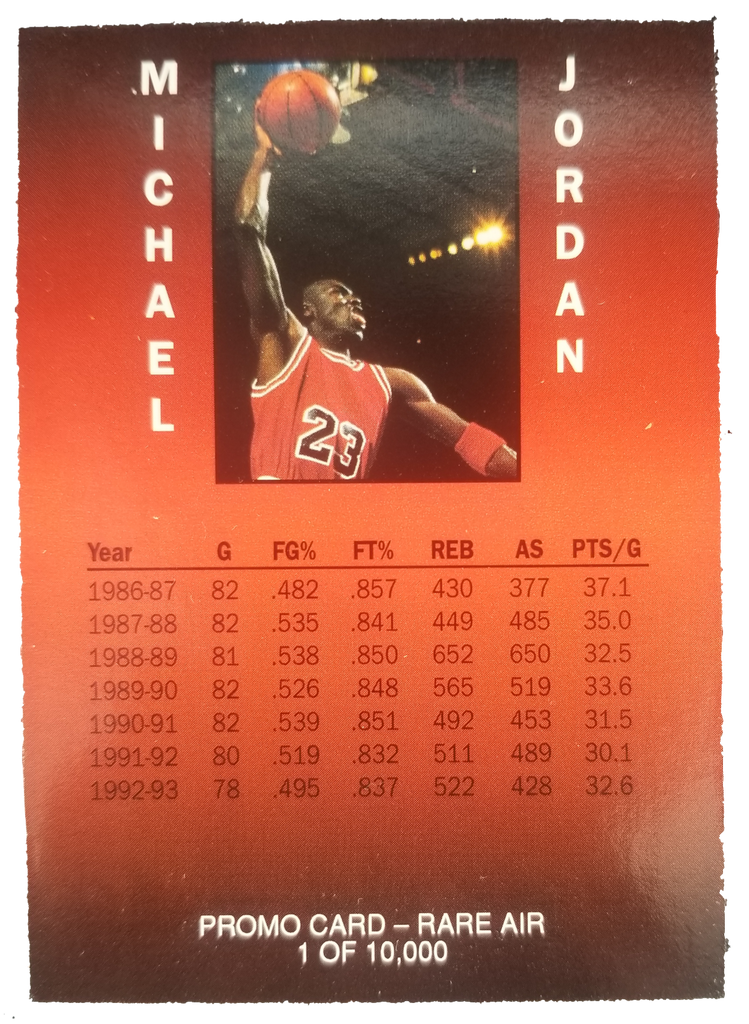 MICHAEL
JORDAN
23
Year G FG% FT% REB AS PTS/G
1986-87 82 .482 .857 430 377 37.1
1987-88 82 .535 .841 449 485 35.0
1988-89 81 .538 .850 652 650 32.5
1989-90 82 .526 .848 565 519 33.6
1990-91 82 .539 .851 492 453 31.5
1991-92 80 .519 .832 511 489 30.1
1992-93 78 .495 .837 522 428 32.6
PROMO CARD – RARE AIR
1 OF 10,000